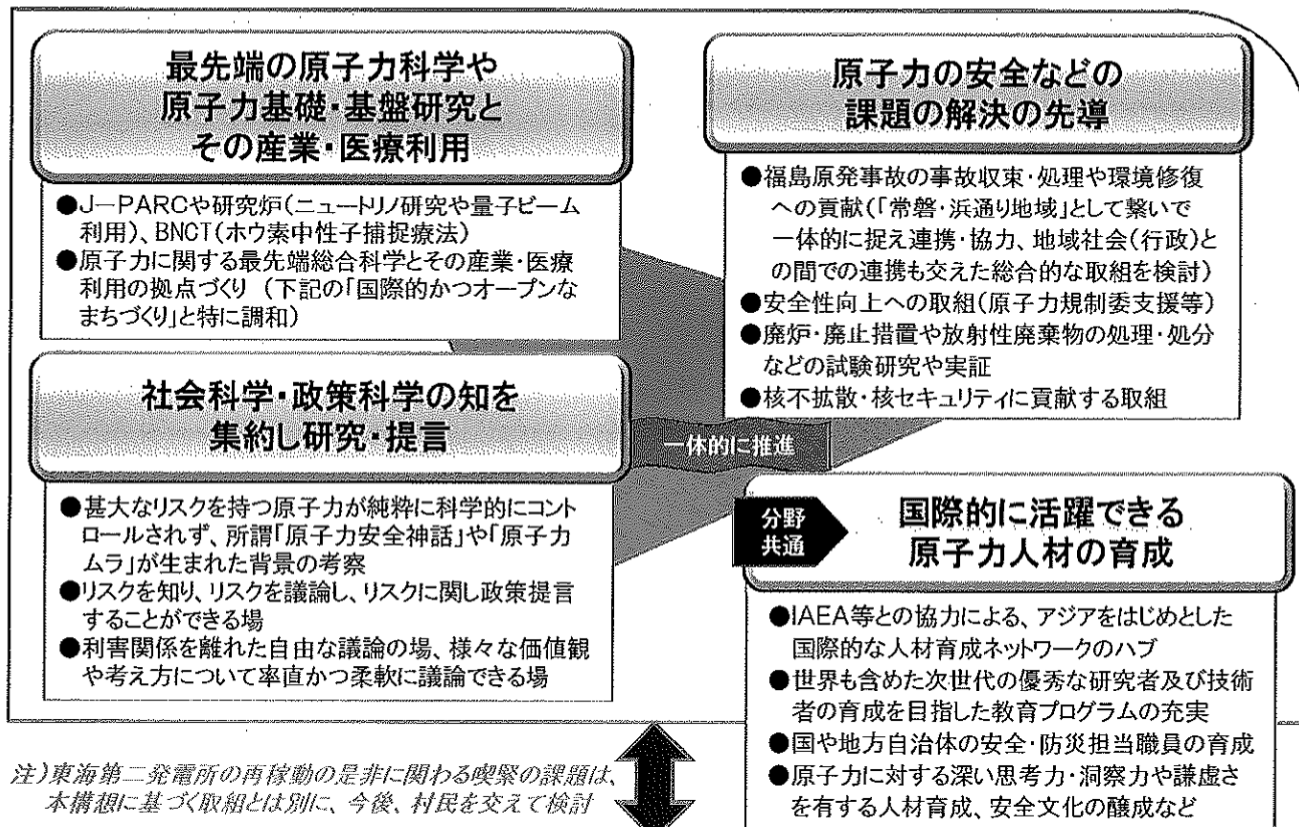 最先端の原子力科学や
原子力基礎・基盤研究と
その産業・医療利用
●J-PARCや研究炉(ニュートリノ研究や量子ビーム
利用)、BNCT(ホウ素中性子捕捉療法)
●原子力に関する最先端総合科学とその産業・医療
利用の拠点づくり (下記の「国際的かつオープンな
まちづくり」と特に調和)
原子力の安全などの
課題の解決の先導
●福島原発事故の事故収束・処理や環境修復
への貢献(「常磐・浜通り地域」として繋いで
一体的に捉え連携・協力、地域社会(行政)と
の間での連携も交えた総合的な取組を検討)
●安全性向上への取組(原子力規制委支援等)
●廃炉・廃止措置や放射性廃棄物の処理・処分
などの試験研究や実証
●核不拡散・核セキュリティに貢献する取組
社会科学・政策科学の知を
集約し研究・提言
●甚大なリスクを持つ原子力が純粋に科学的にコント
ロールされず、所謂「原子力安全神話」や「原子力
ムラ」が生まれた背景の考察
●リスクを知り、リスクを議論し、リスクに関し政策提言
することができる場
●利害関係を離れた自由な議論の場、様々な価値観
や考え方について率直かつ柔軟に議論できる場
一体的に推進
分野
共通
国際的に活躍できる
原子力人材の育成
●IAEA等との協力による、アジアをはじめとした
国際的な人材育成ネットワークのハブ
●世界も含めた次世代の優秀な研究者及び技術
者の育成を目指した教育プログラムの充実
●国や地方自治体の安全・防災担当職員の育成
●原子力に対する深い思考力・洞察力や謙虚さ
を有する人材育成、安全文化の醸成など
注)東海第二発電所の再稼動の是非に関わる喫緊の課題は、
本構想に基づく取組とは別に、今後、村民を交えて検討